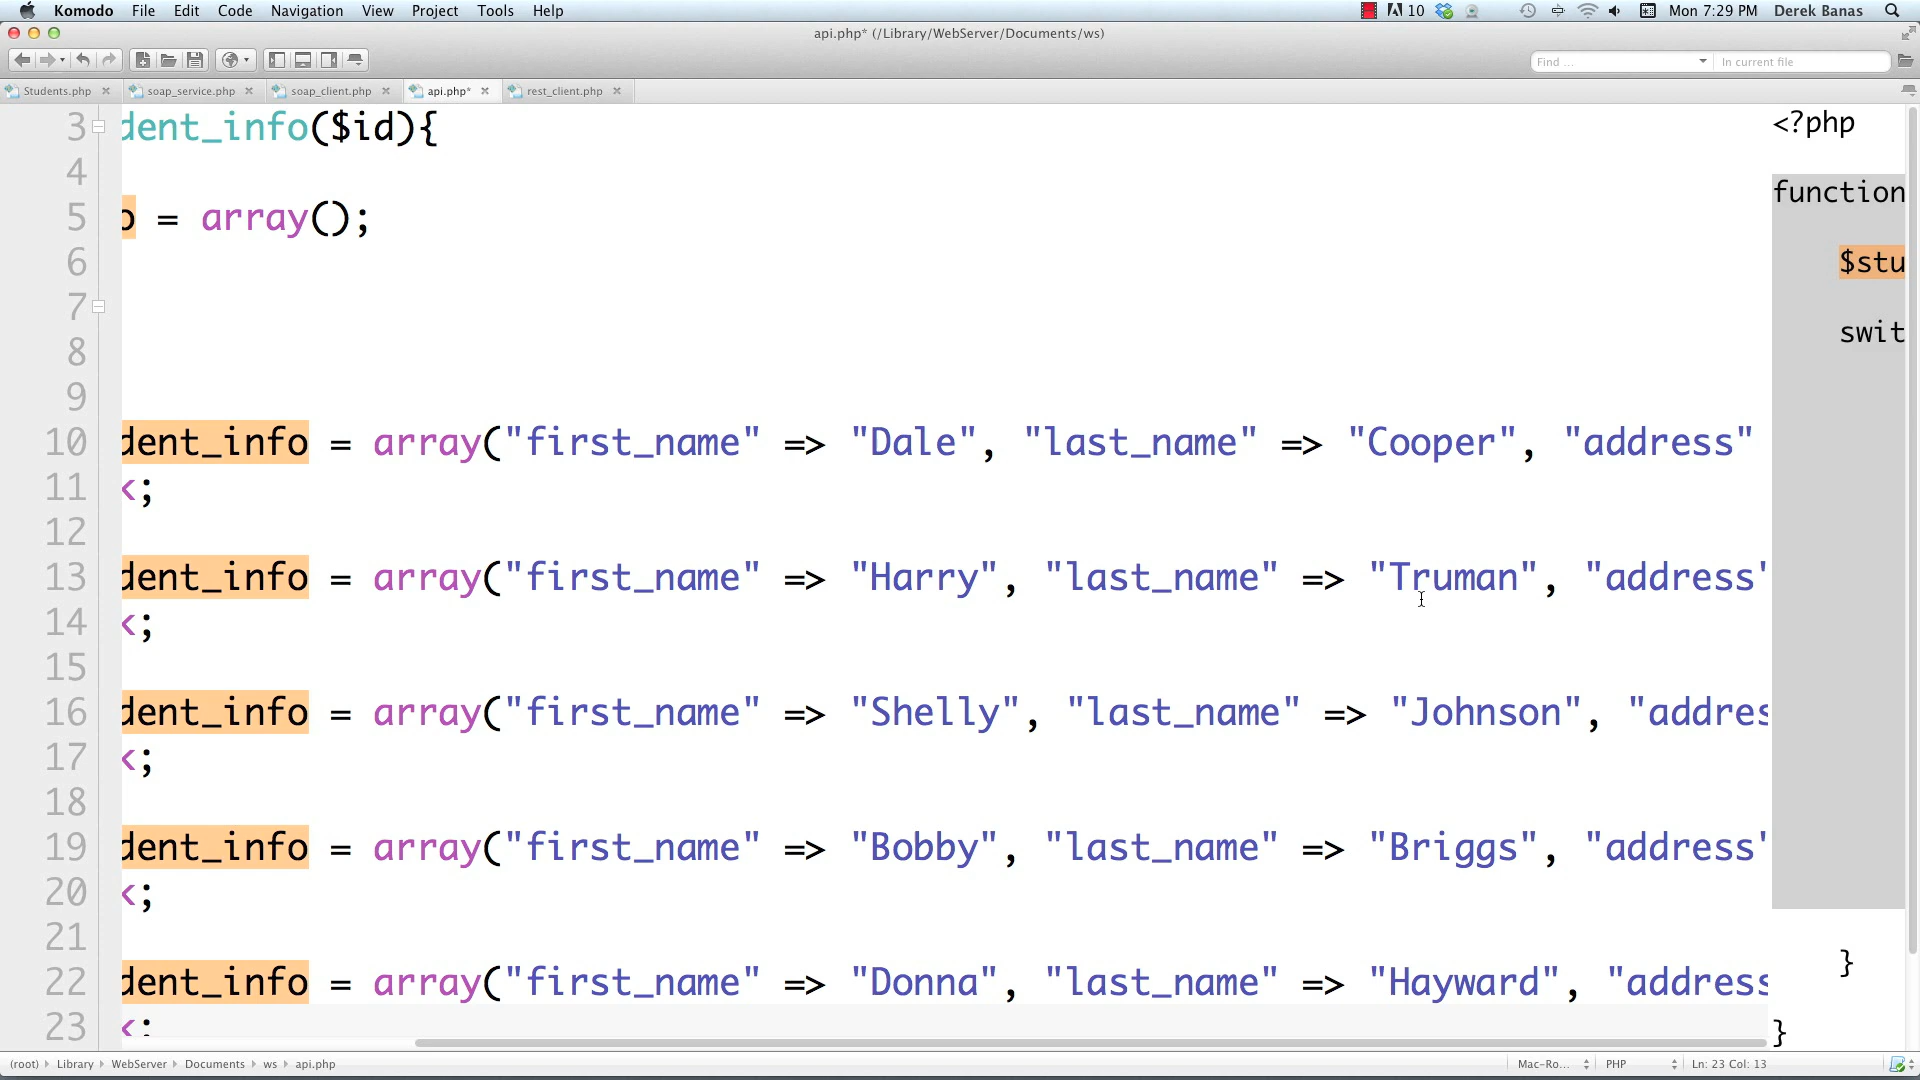 Komodo File Edit Code Navigation View Project Tools Help 10 Mon 7:29 PM Derek Banas
api.php* (/Library/WebServer/Documents/ws)
Find ... In current file
Students.php soap_service.php soap_client.php api.php* rest_client.php
3 dent_info($id){
4
5 o = array();
6
7
8
9
10 dent_info = array("first_name" => "Dale", "last_name" => "Cooper", "address"
11 k;
12
13 dent_info = array("first_name" => "Harry", "last_name" => "Truman", "address"
14 k;
15
16 dent_info = array("first_name" => "Shelly", "last_name" => "Johnson", "addres
17 k;
18
19 dent_info = array("first_name" => "Bobby", "last_name" => "Briggs", "address"
20 k;
21
22 dent_info = array("first_name" => "Donna", "last_name" => "Hayward", "address
23 k;
<?php
function
$stu
swit
}
}
(root) Library WebServer Documents ws api.php Mac-Ro... PHP Ln: 23 Col: 13